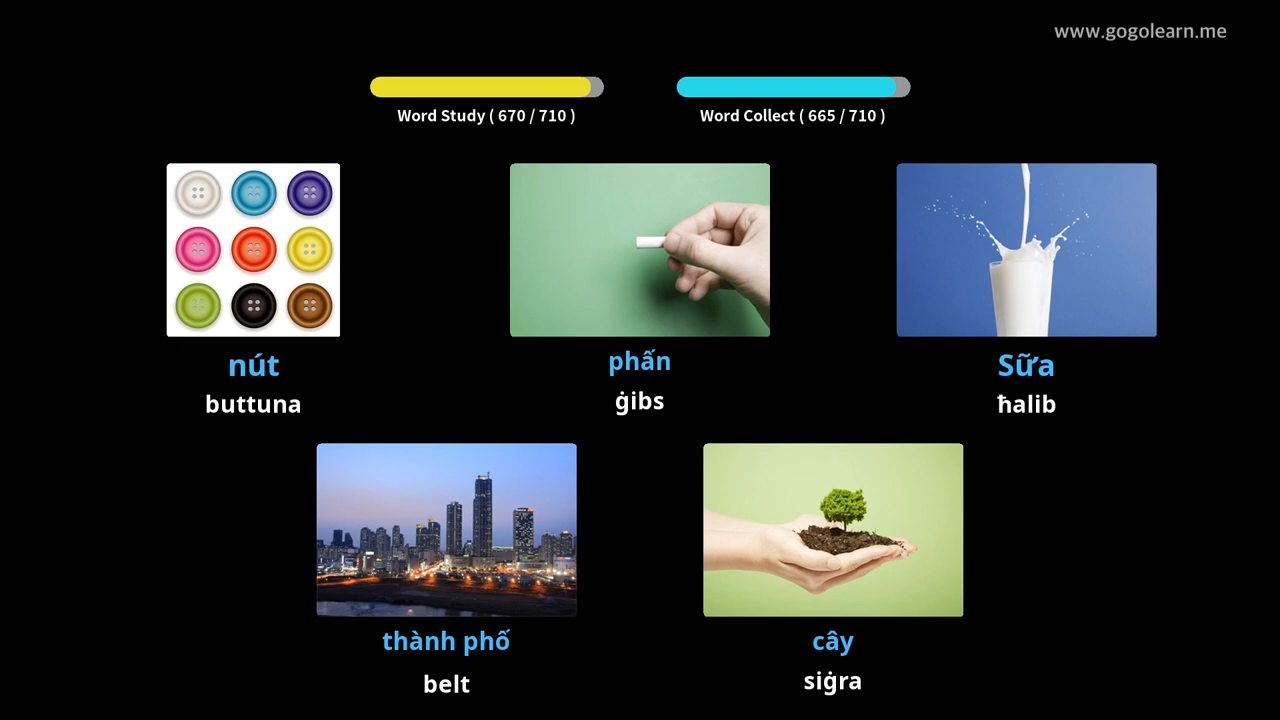 www.gogolearn.me
Word Study ( 670 / 710 )
Word Collect ( 665 / 710 )
nút
buttuna
phấn
ġibs
Sữa
ħalib
thành phố
belt
cây
siġra